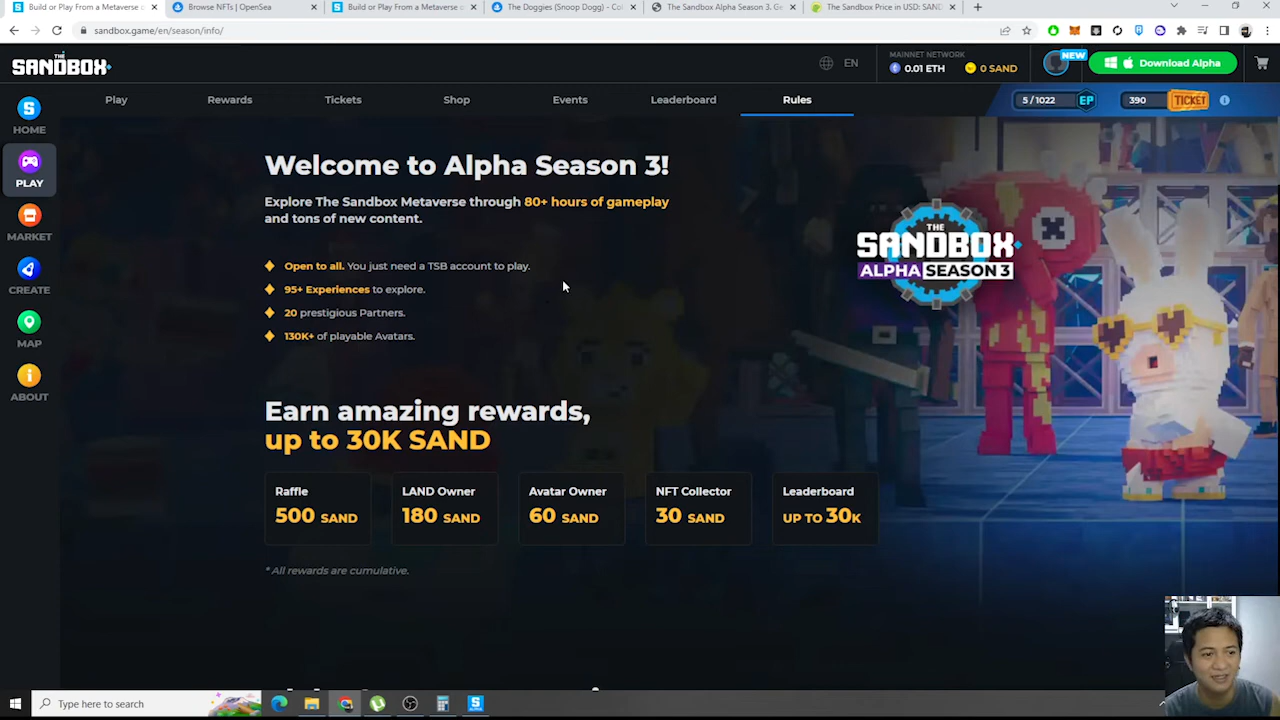 Build or Play From a Metaverse o
Browse NFTs | OpenSea
Build or Play From a Metaverse o
The Doggies (Snoop Dogg) - Col
The Sandbox Alpha Season 3. Ge
The Sandbox Price in USD: SAND
sandbox.game/en/season/info/
THE SANDBOX
EN
MAINNET NETWORK
0.01 ETH
0 SAND
NEW
Download Alpha
Play
Rewards
Tickets
Shop
Events
Leaderboard
Rules
5 / 1022 EP
390 TICKET
HOME
PLAY
MARKET
CREATE
MAP
ABOUT
Welcome to Alpha Season 3!
Explore The Sandbox Metaverse through 80+ hours of gameplay
and tons of new content.
Open to all. You just need a TSB account to play.
95+ Experiences to explore.
20 prestigious Partners.
130K+ of playable Avatars.
THE
SANDBOX
ALPHA SEASON 3
Earn amazing rewards,
up to 30K SAND
Raffle
500 SAND
LAND Owner
180 SAND
Avatar Owner
60 SAND
NFT Collector
30 SAND
Leaderboard
UP TO 30K
* All rewards are cumulative.
Type here to search